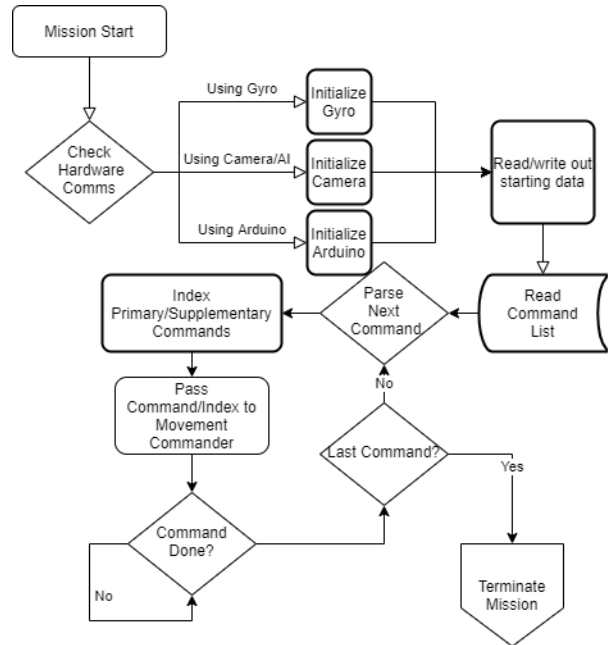 Mission Start
Check
Hardware
Comms
Using Gyro
Initialize
Gyro
Using Camera/AI
Initialize
Camera
Using Arduino
Initialize
Arduino
Read/write out
starting data
Read
Command
List
Parse
Next
Command
Index
Primary/Supplementary
Commands
Pass
Command/Index to
Movement
Commander
Command
Done?
No
Last Command?
No
Yes
Terminate
Mission